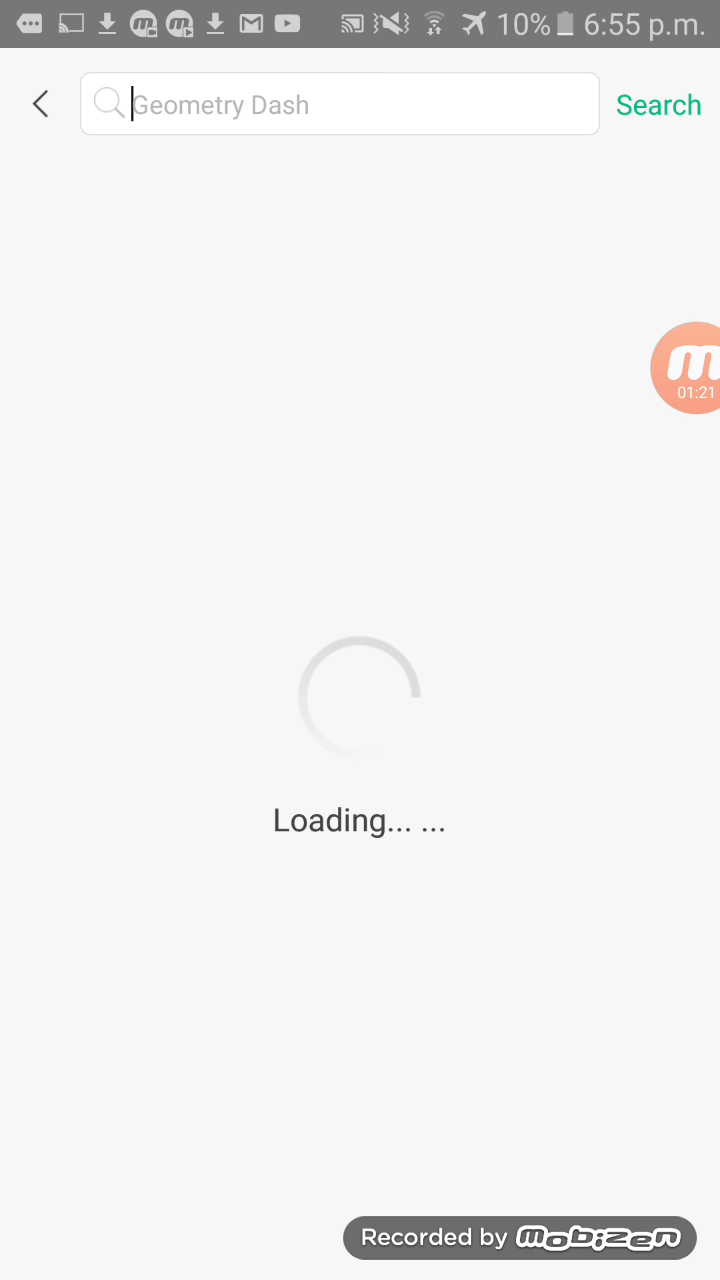 10% 6:55 p.m.
Geometry Dash
Search
m
01:21
Loading... ...
Recorded by mobizen